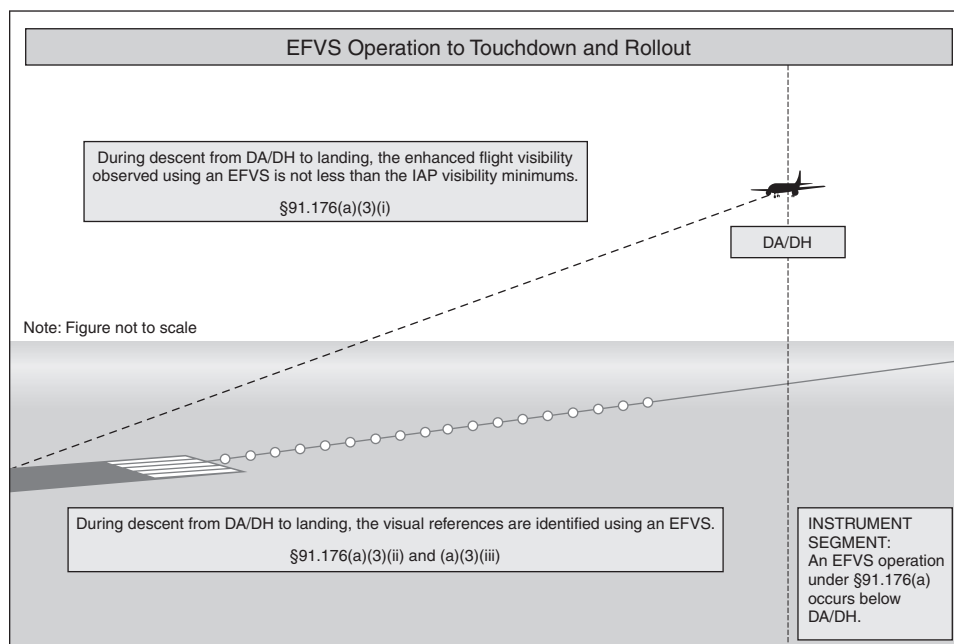 EFVS Operation to Touchdown and Rollout
During descent from DA/DH to landing, the enhanced flight visibility
observed using an EFVS is not less than the IAP visibility minimums.
§91.176(a)(3)(i)
DA/DH
Note: Figure not to scale
During descent from DA/DH to landing, the visual references are identified using an EFVS.
§91.176(a)(3)(ii) and (a)(3)(iii)
INSTRUMENT
SEGMENT:
An EFVS operation
under §91.176(a)
occurs below
DA/DH.